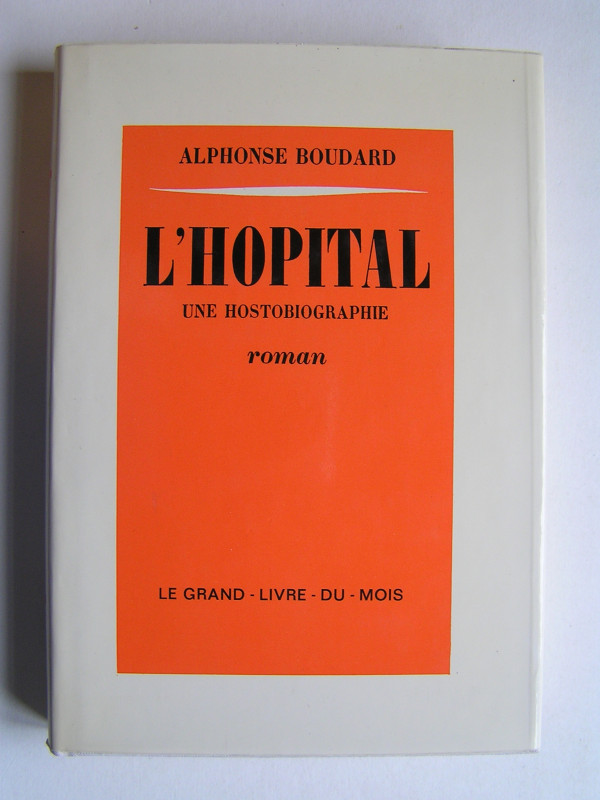 ALPHONSE BOUDARD
L'HOPITAL
UNE HOSTOBIOGRAPHIE
roman
LE GRAND - LIVRE - DU - MOIS